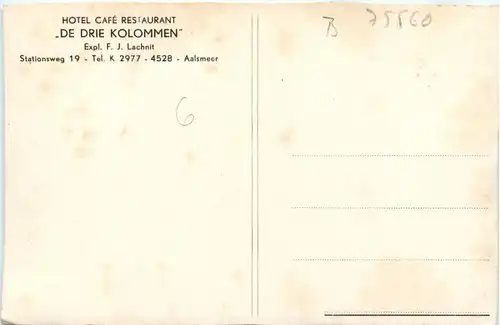 HOTEL CAFÉ RESTAURANT
„DE DRIE KOLOMMEN"
Expl. F. J. Lachnit
Stationsweg 19 - Tel. K 2977 - 4528 - Aalsmeer
75560
6